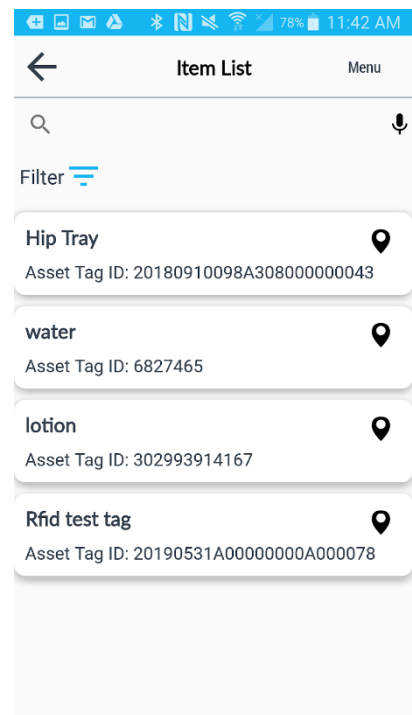 78% 11:42 AM
Item List Menu
Filter
Hip Tray
Asset Tag ID: 20180910098A308000000043
water
Asset Tag ID: 6827465
lotion
Asset Tag ID: 302993914167
Rfid test tag
Asset Tag ID: 20190531A00000000A000078